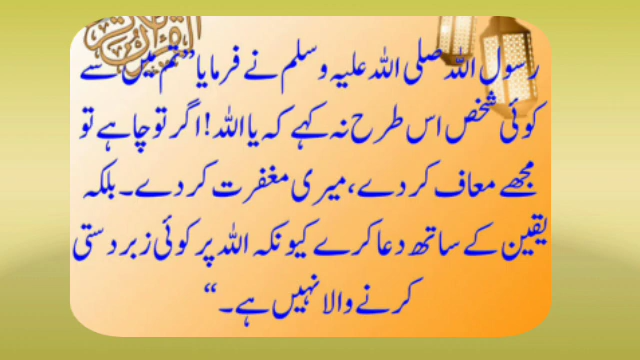 رسول اللہ صلی اللہ علیہ وسلم نے فرمایا ”تم میں سے
کوئی شخص اس طرح نہ کہے کہ یا اللہ! اگر تو چاہے تو
مجھے معاف کر دے، میری مغفرت کر دے۔ بلکہ
یقین کے ساتھ دعا کرے کیونکہ اللہ پر کوئی زبردستی
کرنے والا نہیں ہے۔“